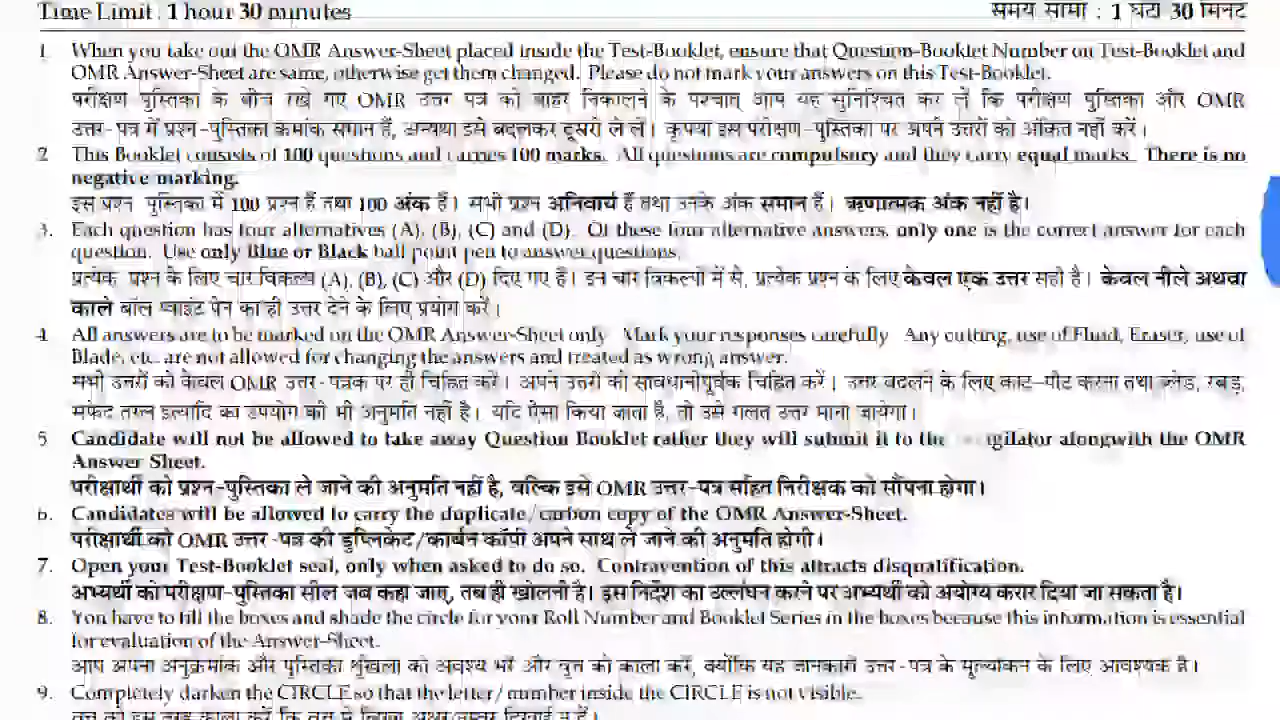 Time Limit : 1 hour 30 minutes
समय सीमा : 1 घंटा 30 मिनट
1. When you take out the OMR Answer-Sheet placed inside the Test-Booklet, ensure that Question-Booklet Number on Test-Booklet and
OMR Answer-Sheet are same, otherwise get them changed. Please do not mark your answers on this Test-Booklet.
परीक्षण पुस्तिका के बीच रखे गए OMR उत्तर पत्र को बाहर निकालने के पश्चात् आप यह सुनिश्चित कर लें कि परीक्षण पुस्तिका और OMR
उत्तर-पत्र में प्रश्न-पुस्तिका क्रमांक समान हैं, अन्यथा इसे बदलकर दूसरी ले लें। कृपया इस परीक्षण-पुस्तिका पर अपने उत्तरों को अंकित नहीं करें।
2. This Booklet consists of 100 questions and carries 100 marks. All questions are compulsory and they carry equal marks. There is no
negative marking.
इस प्रश्न पुस्तिका में 100 प्रश्न हैं तथा 100 अंक हैं। सभी प्रश्न अनिवार्य हैं तथा उनके अंक समान हैं। ऋणात्मक अंक नहीं है।
3. Each question has four alternatives (A), (B), (C) and (D). Of these four alternative answers, only one is the correct answer for each
question. Use only Blue or Black ball point pen to answer questions.
प्रत्येक प्रश्न के लिए चार विकल्प (A), (B), (C) और (D) दिए गए हैं। इन चार विकल्पों में से, प्रत्येक प्रश्न के लिए केवल एक उत्तर सही है। केवल नीले अथवा
काले बॉल प्वाइंट पेन का ही उत्तर देने के लिए प्रयोग करें।
4. All answers are to be marked on the OMR Answer-Sheet only. Mark your responses carefully. Any cutting, use of Fluid, Eraser, use of
Blade, etc. are not allowed for changing the answers and treated as wrong answer.
सभी उत्तरों को केवल OMR उत्तर-पत्रक पर ही चिह्नित करें। अपने उत्तरों को सावधानीपूर्वक चिह्नित करें। उत्तर बदलने के लिए काट-पीट करना तथा ब्लेड, रबड़,
सफेद तरल इत्यादि का उपयोग की भी अनुमति नहीं है। यदि ऐसा किया जाता है, तो उसे गलत उत्तर माना जायेगा।
5. Candidate will not be allowed to take away Question Booklet rather they will submit it to the gilator alongwith the OMR
Answer Sheet.
परीक्षार्थी को प्रश्न-पुस्तिका ले जाने की अनुमति नहीं है, बल्कि इसे OMR उत्तर-पत्र सहित निरीक्षक को सौंपना होगा।
6. Candidates will be allowed to carry the duplicate/carbon copy of the OMR Answer-Sheet.
परीक्षार्थी को OMR उत्तर-पत्र की डुप्लिकेट/कार्बन कॉपी अपने साथ ले जाने की अनुमति होगी।
7. Open your Test-Booklet seal, only when asked to do so. Contravention of this attracts disqualification.
अभ्यर्थी को परीक्षण-पुस्तिका सील जब कहा जाए, तब ही खोलनी है। इस निर्देश का उल्लंघन करने पर अभ्यर्थी को अयोग्य करार दिया जा सकता है।
8. You have to fill the boxes and shade the circle for your Roll Number and Booklet Series in the boxes because this information is essential
for evaluation of the Answer-Sheet.
आप अपना अनुक्रमांक और पुस्तिका शृंखला को अवश्य भरें और वृत्त को काला करें, क्योंकि यह जानकारी उत्तर-पत्र के मूल्यांकन के लिए आवश्यक है।
9. Completely darken the CIRCLE so that the letter/number inside the CIRCLE is not visible.